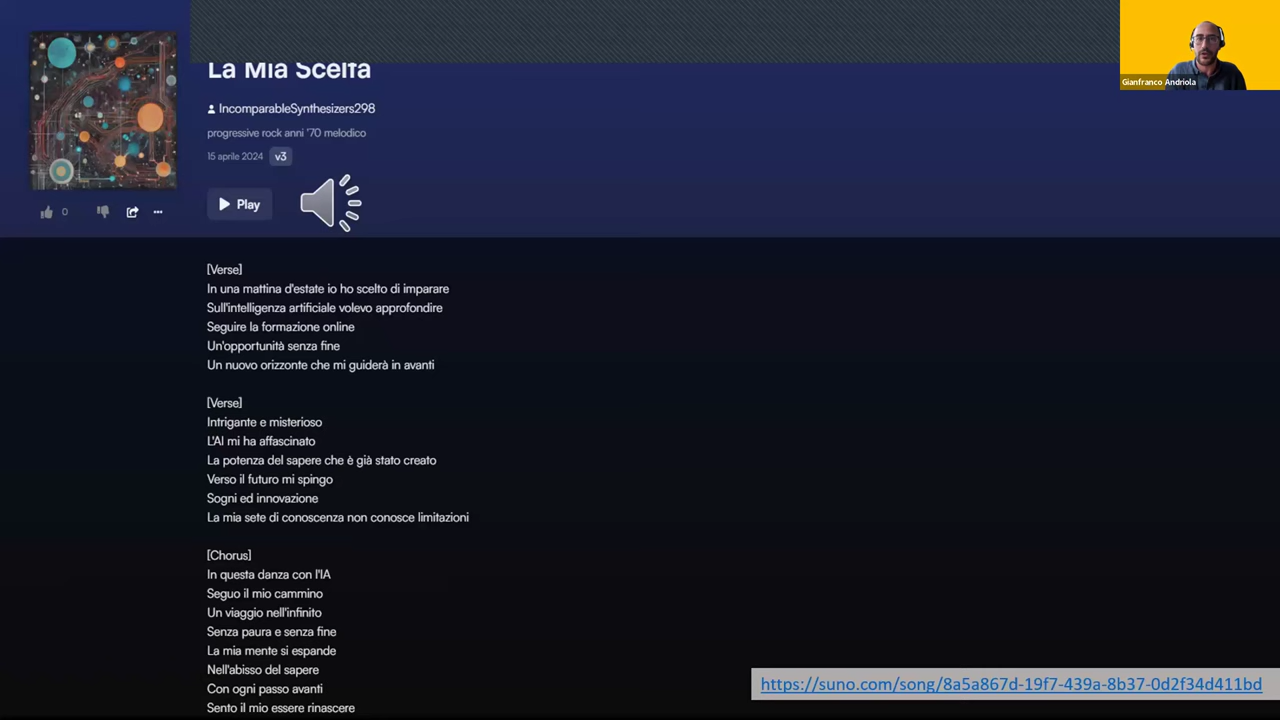 La Mia Scelta
IncomparableSynthesizers298
progressive rock anni '70 melodico
15 aprile 2024 v3
0
Play
Gianfranco Andriola
[Verse]
In una mattina d'estate io ho scelto di imparare
Sull'intelligenza artificiale volevo approfondire
Seguire la formazione online
Un'opportunità senza fine
Un nuovo orizzonte che mi guiderà in avanti
[Verse]
Intrigante e misterioso
L'AI mi ha affascinato
La potenza del sapere che è già stato creato
Verso il futuro mi spingo
Sogni ed innovazione
La mia sete di conoscenza non conosce limitazioni
[Chorus]
In questa danza con l'IA
Seguo il mio cammino
Un viaggio nell'infinito
Senza paura e senza fine
La mia mente si espande
Nell'abisso del sapere
Con ogni passo avanti
Sento il mio essere rinascere
https://suno.com/song/8a5a867d-19f7-439a-8b37-0d2f34d411bd